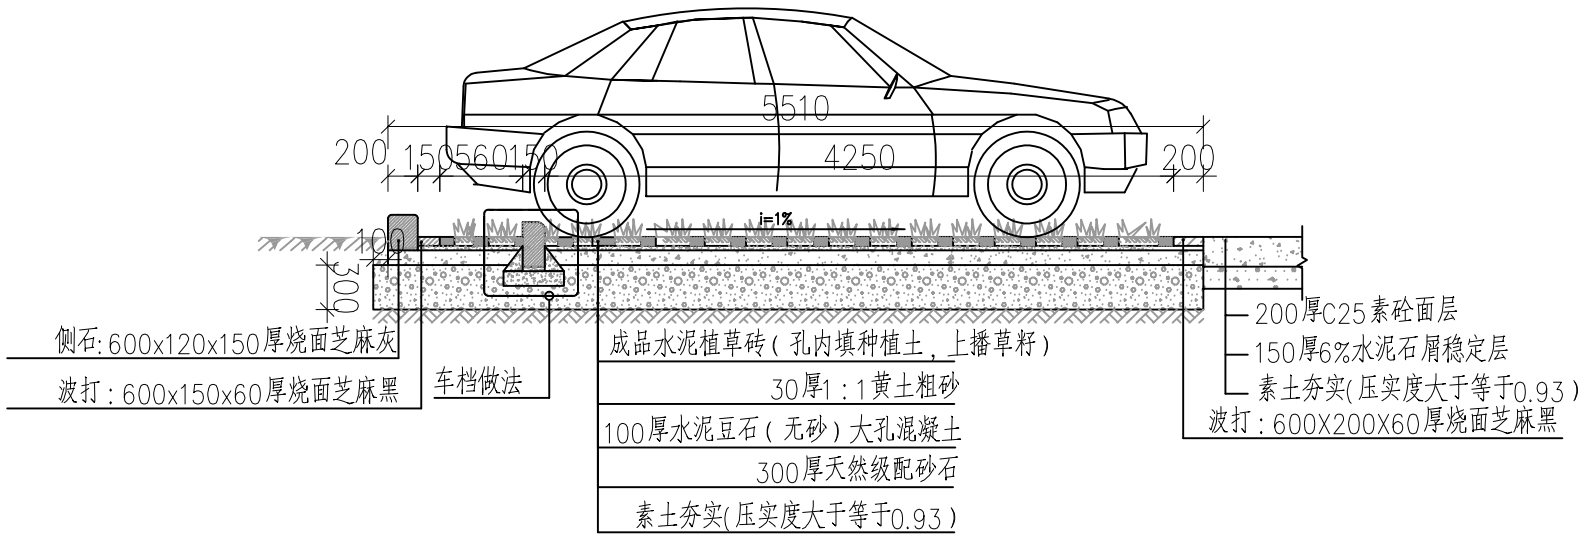 5510
200
150
560
150
4250
200
i=1%
100
300
200厚C25素砼面层
150厚6%水泥石屑稳定层
素土夯实(压实度大于等于0.93)
波打：600X200X60厚烧面芝麻黑
侧石:600x120x150厚烧面芝麻灰
波打：600x150x60厚烧面芝麻黑
车档做法
成品水泥植草砖(孔内填种植土,上播草籽)
30厚1：1黄土粗砂
100厚水泥豆石(无砂)大孔混凝土
300厚天然级配砂石
素土夯实(压实度大于等于0.93)